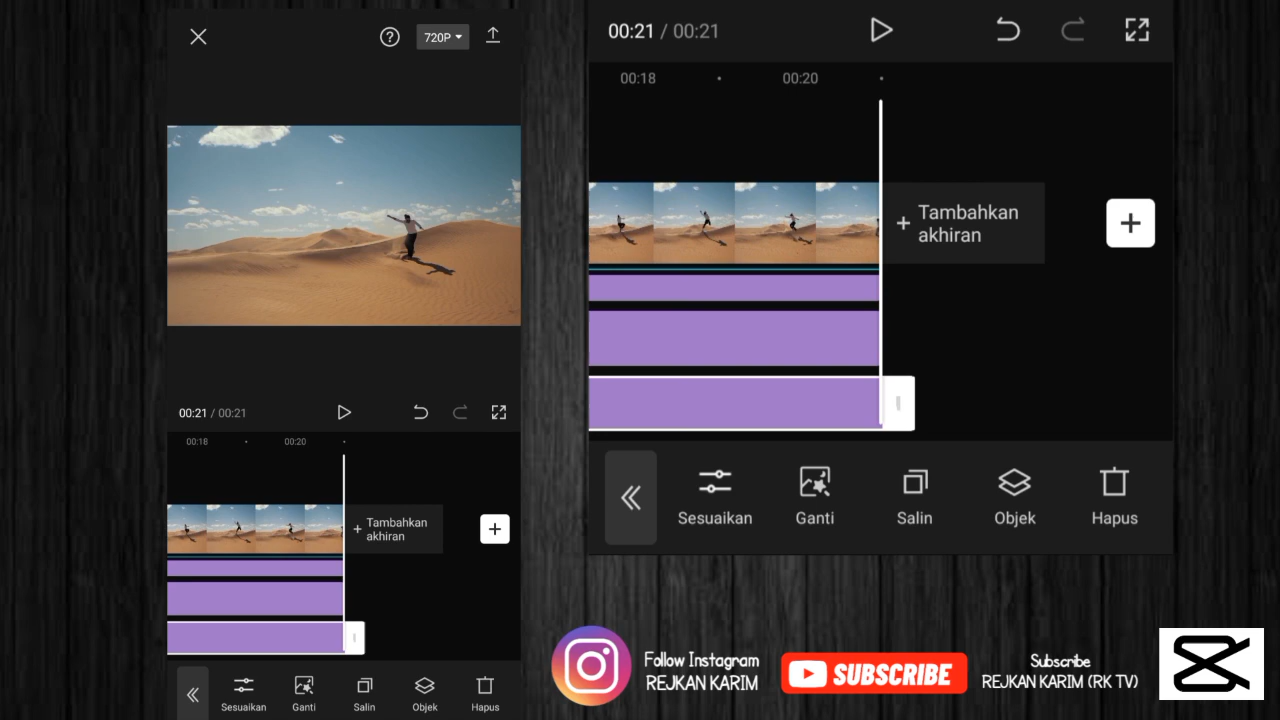 720P
00:21 / 00:21
00:18
00:20
+ Tambahkan
akhiran
Sesuaikan
Ganti
Salin
Objek
Hapus
00:21 / 00:21
00:18
00:20
+ Tambahkan
akhiran
Sesuaikan
Ganti
Salin
Objek
Hapus
Follow Instagram
REJKAN KARIM
SUBSCRIBE
Subscribe
REJKAN KARIM (RK TV)